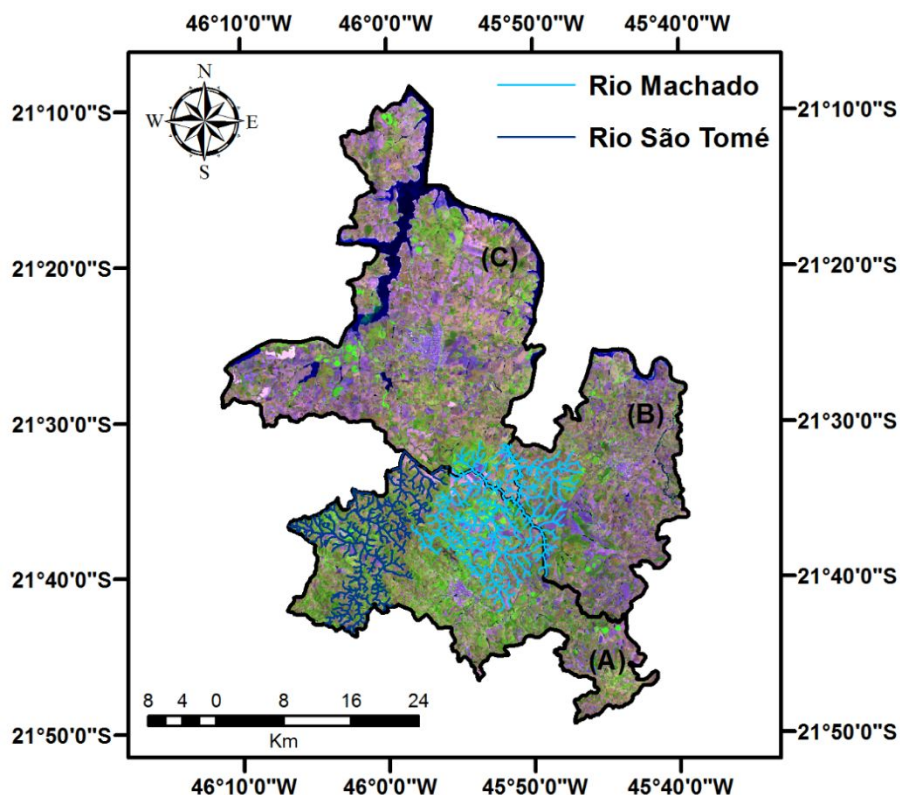 46°10'0"W 46°0'0"W 45°50'0"W 45°40'0"W
N
W E
S
Rio Machado
Rio São Tomé
21°10'0"S 21°10'0"S
21°20'0"S 21°20'0"S
(C)
21°30'0"S 21°30'0"S
(B)
21°40'0"S 21°40'0"S
(A)
8 4 0 8 16 24
Km
21°50'0"S 21°50'0"S
46°10'0"W 46°0'0"W 45°50'0"W 45°40'0"W